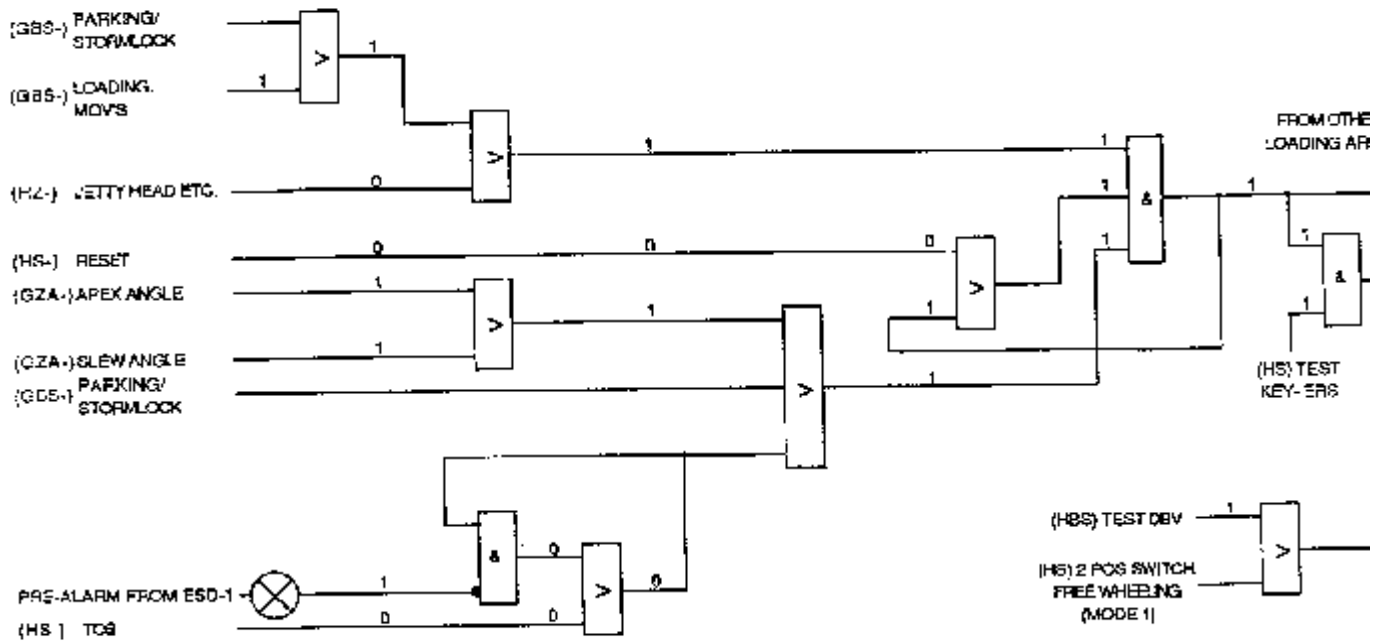 (GBS-) PARKING/
STORMLOCK
1
1
(GBS-) LOADING.
MOV'S
>
FROM OTHE
LOADING AR
1
1
>
(HZ-) JETTY HEAD ETC.
0
1
&
1
(HS-) RESET
0
0
0
1
1
&
(GZA-) APEX ANGLE
1
>
1
>
1
1
(GZA-) SLEW ANGLE
1
(HS) TEST
KEY-ERS
PARKING/
(GBS-) STORMLOCK
>
1
(HBS) TEST DBV
1
&
0
>
(HS) 2 POS SWITCH
FREE WHEELING
(MODE 1)
>
0
PRE-ALARM FROM ESD-1
1
(HS-)
0
0